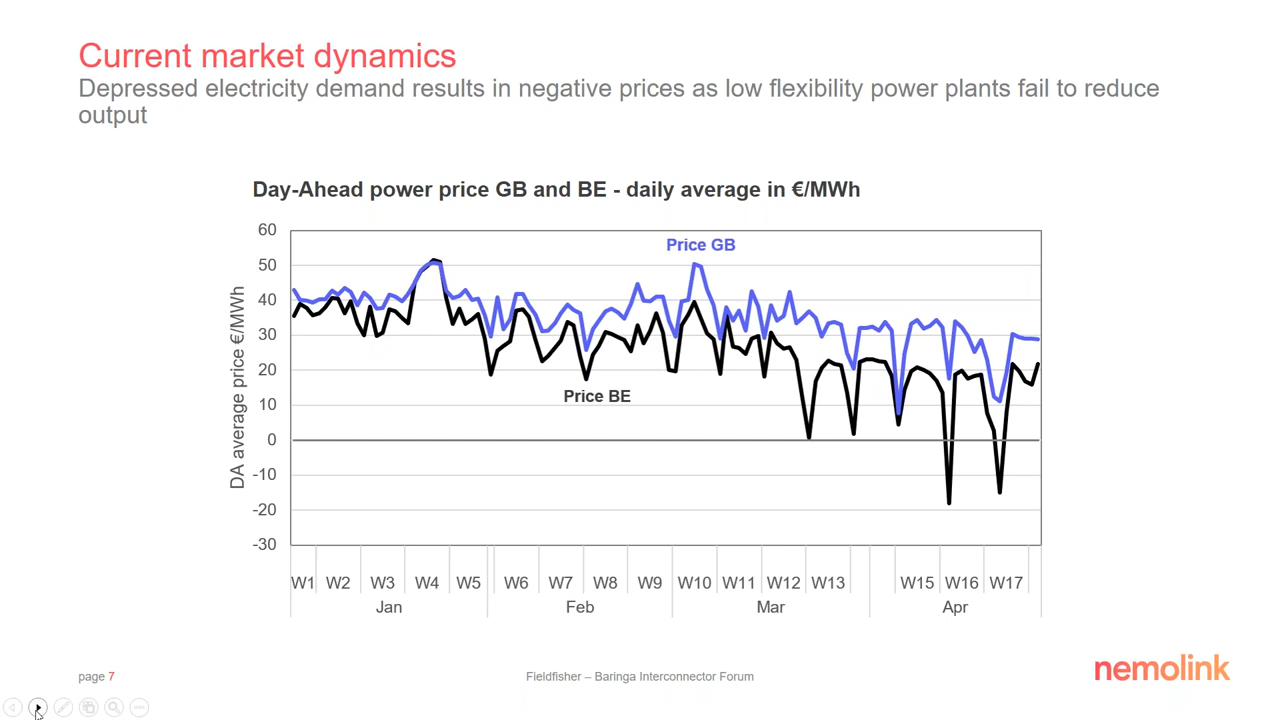 Current market dynamics
Depressed electricity demand results in negative prices as low flexibility power plants fail to reduce
output
Day-Ahead power price GB and BE - daily average in €/MWh
DA average price €/MWh
60
50
40
30
20
10
0
-10
-20
-30
Price GB
Price BE
W1 W2 W3 W4 W5 W6 W7 W8 W9 W10 W11 W12 W13 W15 W16 W17
Jan Feb Mar Apr
page 7
Fieldfisher – Baringa Interconnector Forum
nemolink